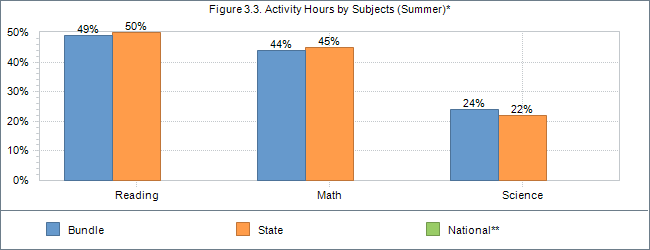 Figure 3.3. Activity Hours by Subjects (Summer)*
50%
40%
30%
20%
10%
0%
49%
50%
44%
45%
24%
22%
Reading
Math
Science
Bundle
State
National**